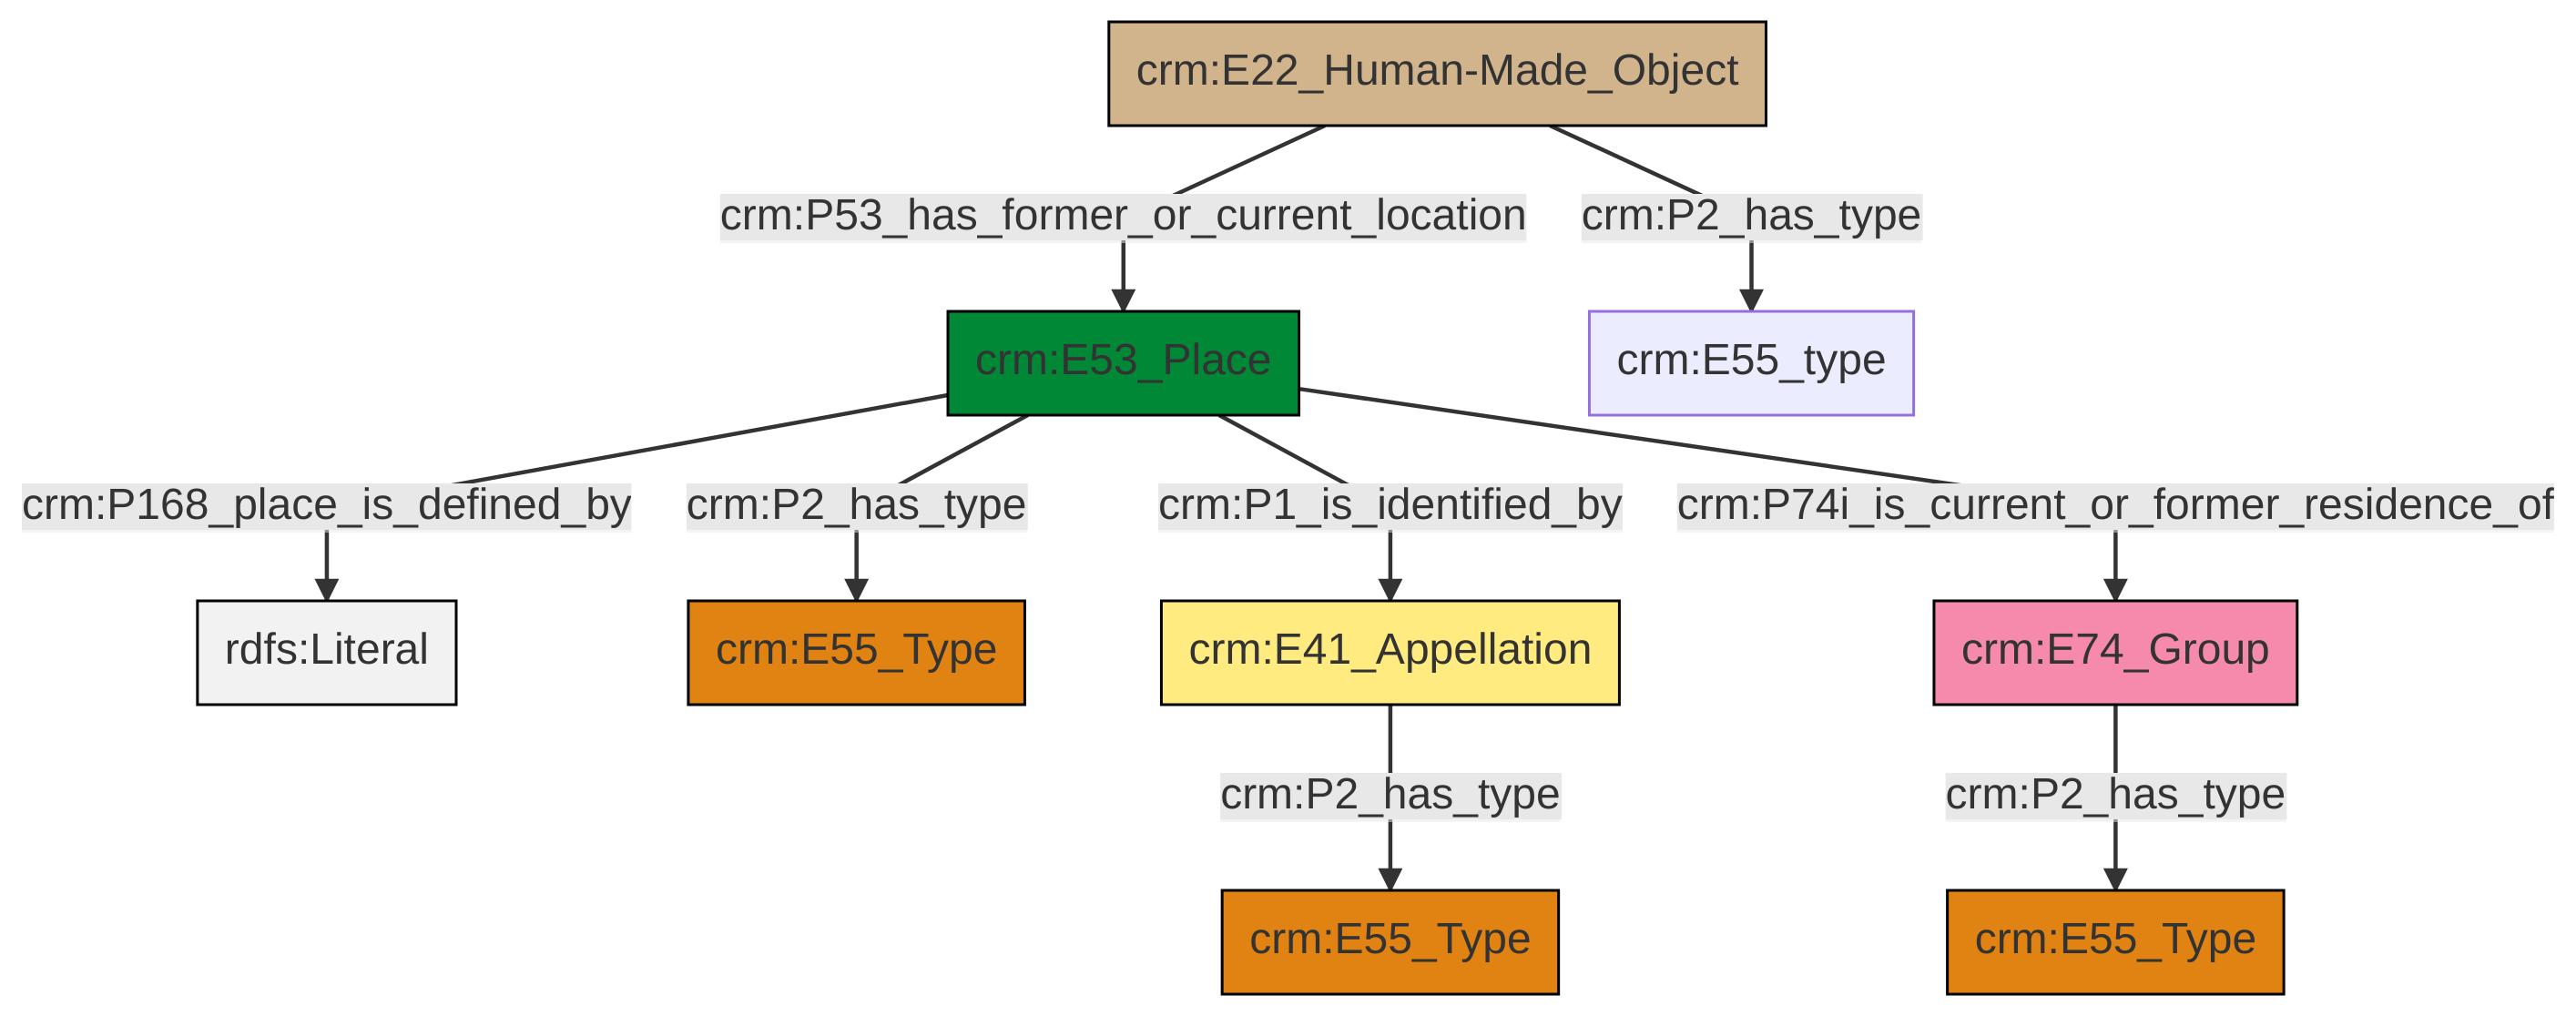 crm:E22_Human-Made_Object
crm:P53_has_former_or_current_location
crm:P2_has_type
crm:E53_Place
crm:E55_type
crm:P168_place_is_defined_by
crm:P2_has_type
crm:P1_is_identified_by
crm:P74i_is_current_or_former_residence_of
rdfs:Literal
crm:E55_Type
crm:E41_Appellation
crm:E74_Group
crm:P2_has_type
crm:P2_has_type
crm:E55_Type
crm:E55_Type